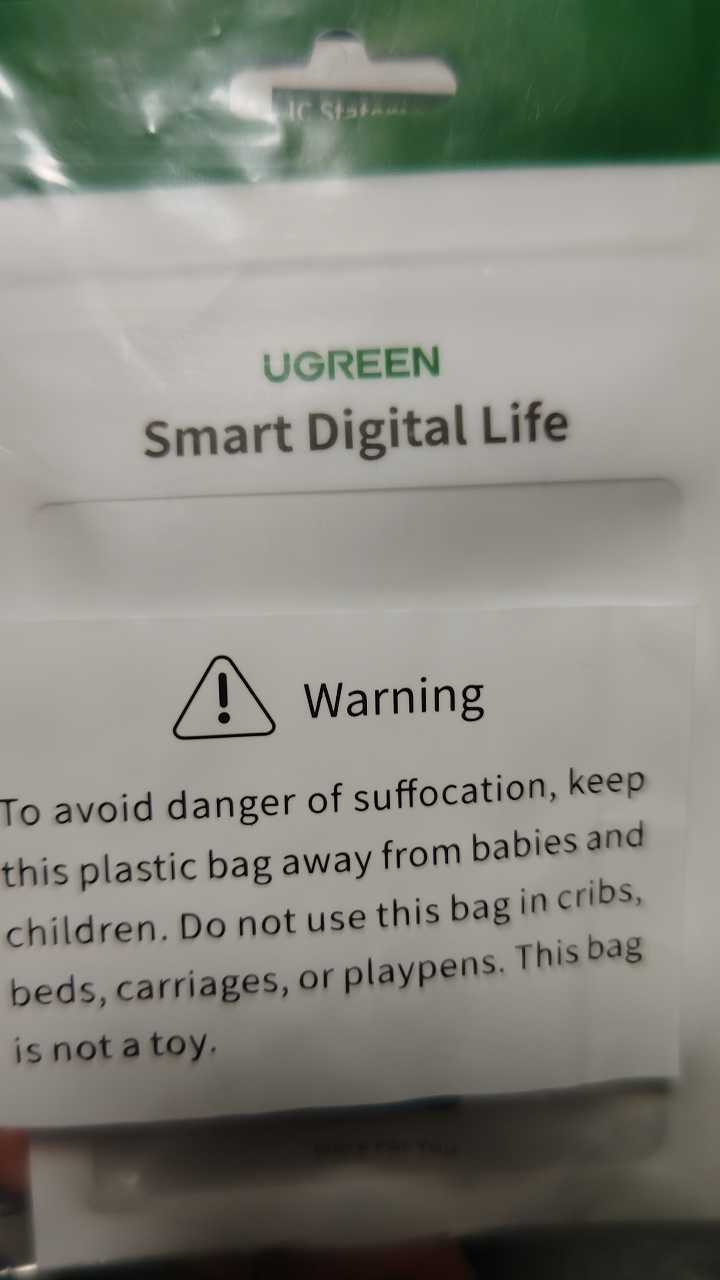 IC
UGREEN
Smart Digital Life
Warning
To avoid danger of suffocation, keep
this plastic bag away from babies and
children. Do not use this bag in cribs,
beds, carriages, or playpens. This bag
is not a toy.